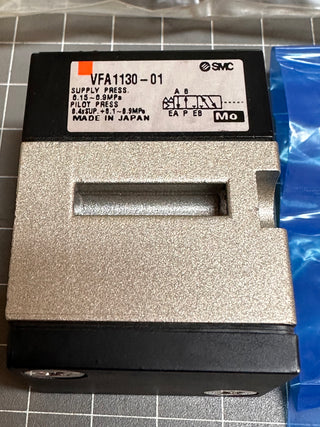 VFA1130-01
SMC
SUPPLY PRESS.
0.15~0.9MPa
PILOT PRESS
A B
EA P EB
MADE IN JAPAN
Mo